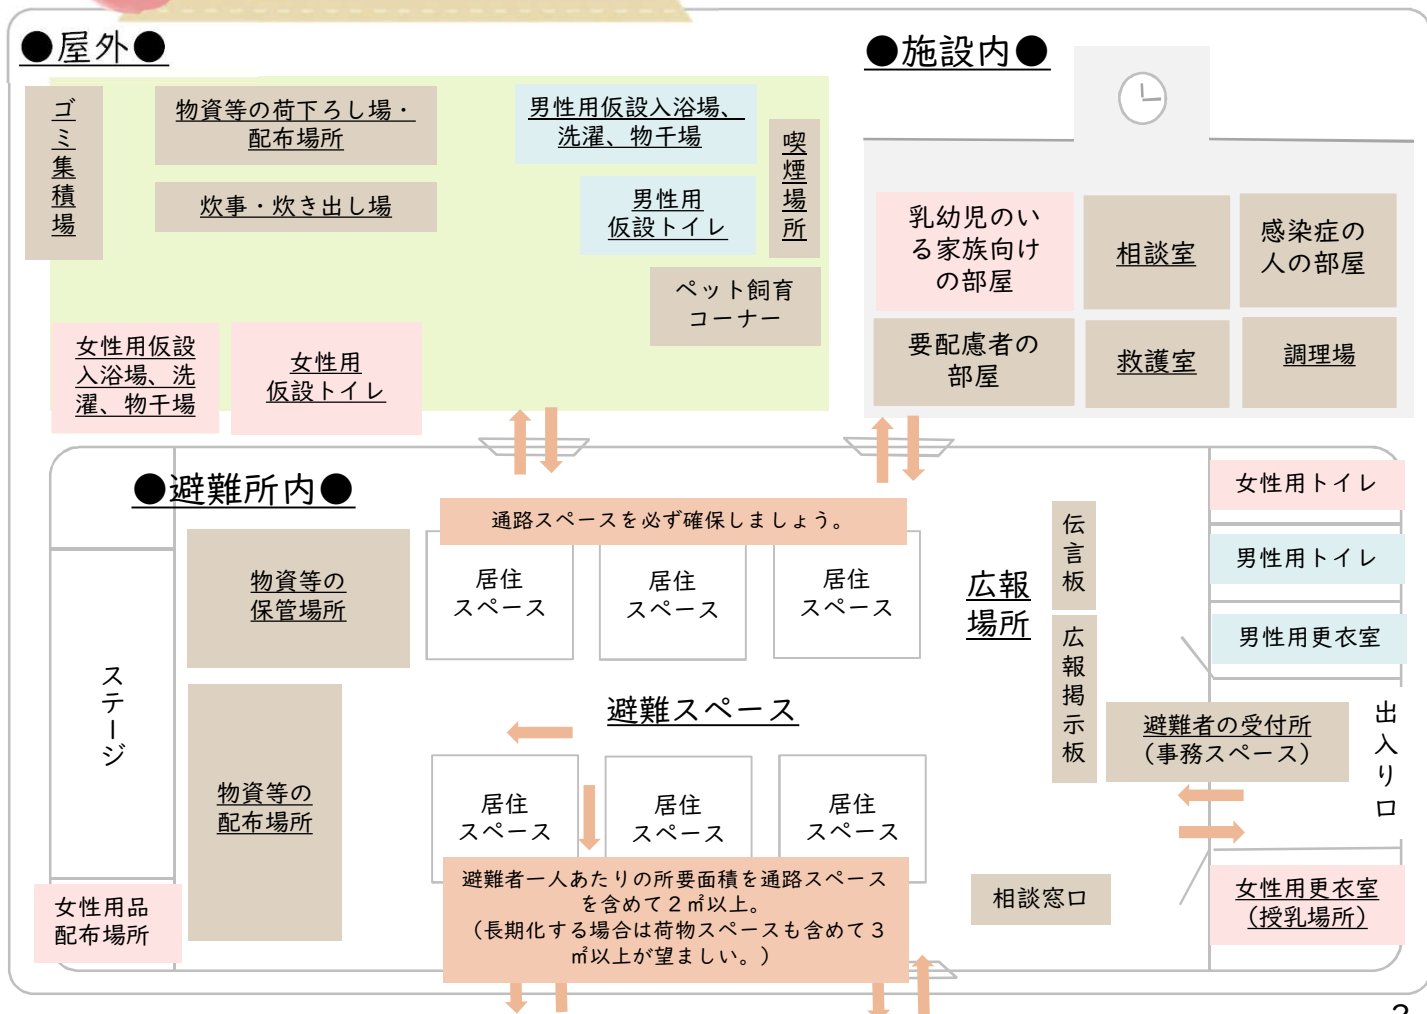 ●屋外●
ゴミ集積場
物資等の荷下ろし場・
配布場所
炊事・炊き出し場
男性用仮設入浴場、
洗濯、物干場
男性用
仮設トイレ
喫煙場所
ペット飼育
コーナー
女性用仮設
入浴場、洗
濯、物干場
女性用
仮設トイレ
●施設内●
乳幼児のい
る家族向け
の部屋
相談室
感染症の
人の部屋
要配慮者の
部屋
救護室
調理場
●避難所内●
通路スペースを必ず確保しましょう。
ステージ
物資等の
保管場所
居住
スペース
居住
スペース
居住
スペース
広報
場所
伝言板
広報掲示板
女性用トイレ
男性用トイレ
男性用更衣室
避難スペース
避難者の受付所
(事務スペース)
出入り口
物資等の
配布場所
居住
スペース
居住
スペース
居住
スペース
避難者一人あたりの所要面積を通路スペース
を含めて2㎡以上。
(長期化する場合は荷物スペースも含めて3
㎡以上が望ましい。)
相談窓口
女性用更衣室
(授乳場所)
女性用品
配布場所